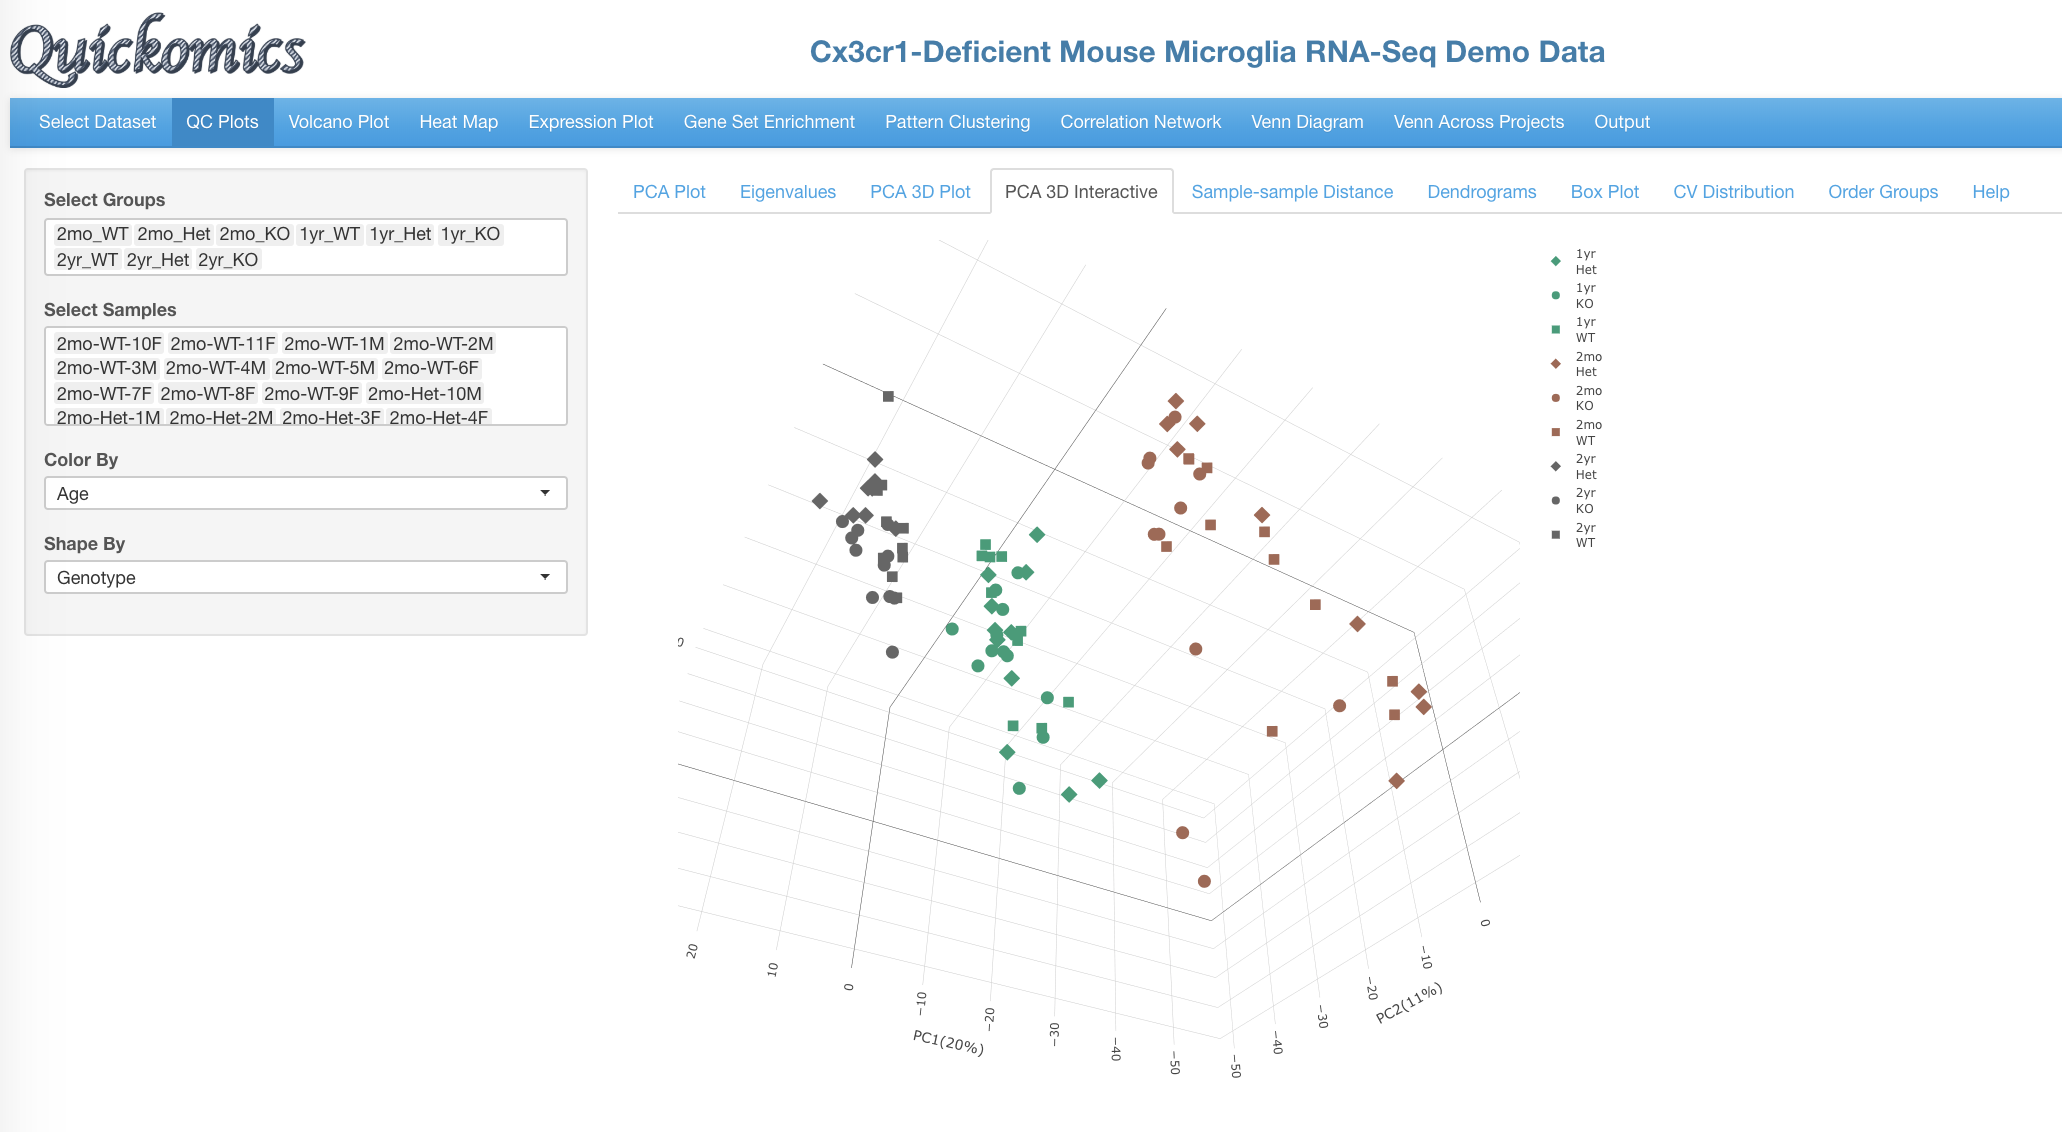 Quickomics
Cx3cr1-Deficient Mouse Microglia RNA-Seq Demo Data
Select Dataset QC Plots Volcano Plot Heat Map Expression Plot Gene Set Enrichment Pattern Clustering Correlation Network Venn Diagram Venn Across Projects Output
Select Groups
2mo_WT 2mo_Het 2mo_KO 1yr_WT 1yr_Het 1yr_KO
2yr_WT 2yr_Het 2yr_KO
Select Samples
2mo-WT-10F 2mo-WT-11F 2mo-WT-1M 2mo-WT-2M
2mo-WT-3M 2mo-WT-4M 2mo-WT-5M 2mo-WT-6F
2mo-WT-7F 2mo-WT-8F 2mo-WT-9F 2mo-Het-10M
2mo-Het-1M 2mo-Het-2M 2mo-Het-3F 2mo-Het-4F
Color By
Age
Shape By
Genotype
PCA Plot Eigenvalues PCA 3D Plot PCA 3D Interactive Sample-sample Distance Dendrograms Box Plot CV Distribution Order Groups Help
1yr
Het
1yr
KO
1yr
WT
2mo
Het
2mo
KO
2mo
WT
2yr
Het
2yr
KO
2yr
WT
20
10
0
−10
−20
−30
−40
−50
PC1(20%)
−50
−40
−30
−20
−10
0
PC2(11%)